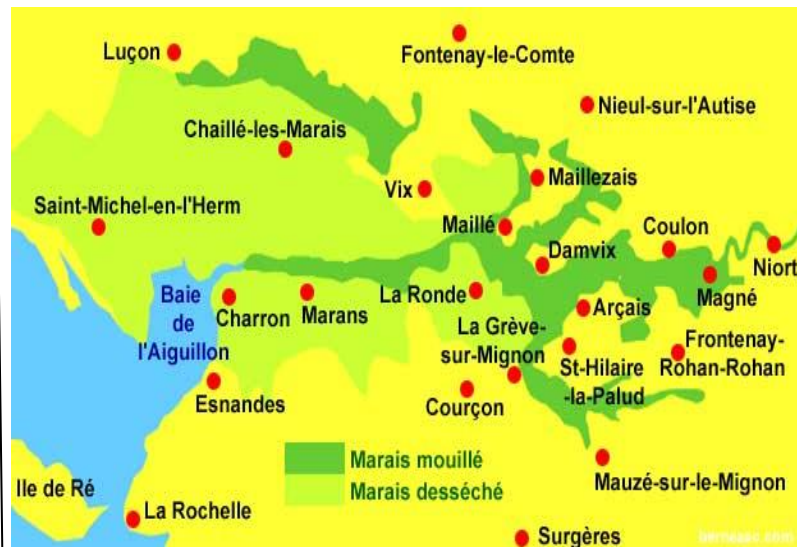 Luçon
Fontenay-le-Comte
Nieul-sur-l'Autise
Chaillé-les-Marais
Vix
Maillezais
Saint-Michel-en-l'Herm
Maillé
Coulon
Damvix
Niort
Baie
de
l'Aiguillon
Charron
Marans
La Ronde
Magné
Arçais
La Grève-
sur-Mignon
St-Hilaire
-la-Palud
Frontenay-
Rohan-Rohan
Esnandes
Courçon
Marais mouillé
Marais desséché
Mauzé-sur-le-Mignon
Ile de Ré
La Rochelle
Surgères